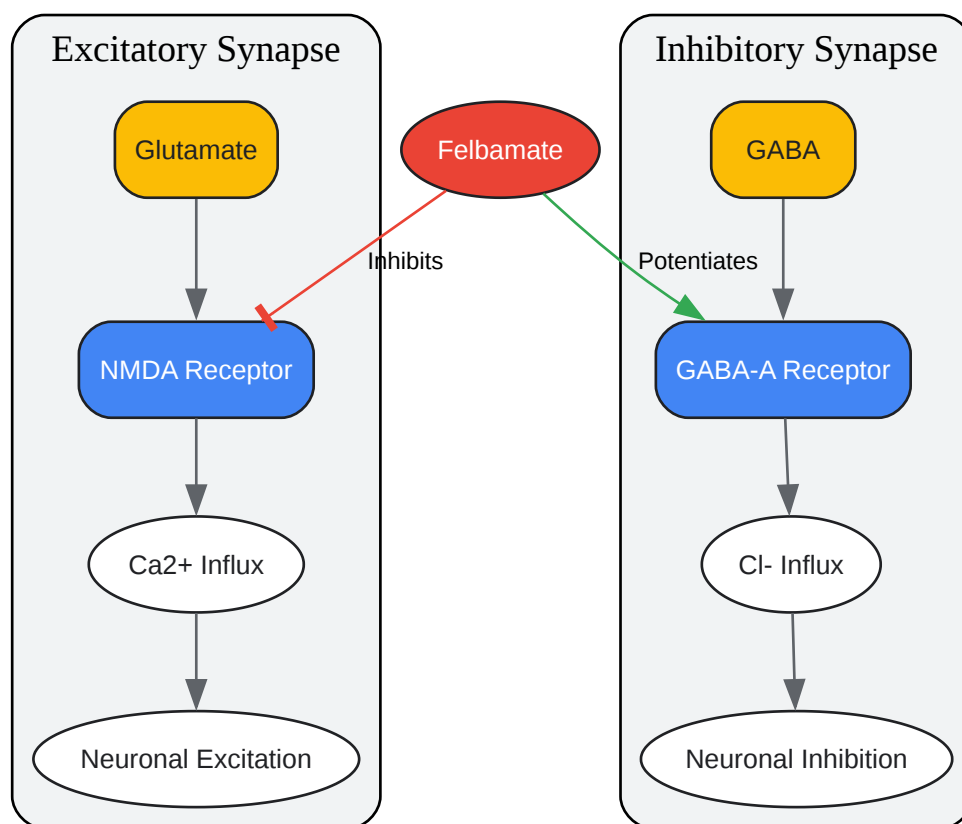 Excitatory Synapse
Inhibitory Synapse
Glutamate
Felbamate
GABA
Inhibits
Potentiates
NMDA Receptor
GABA-A Receptor
Ca2+ Influx
Cl- Influx
Neuronal Excitation
Neuronal Inhibition